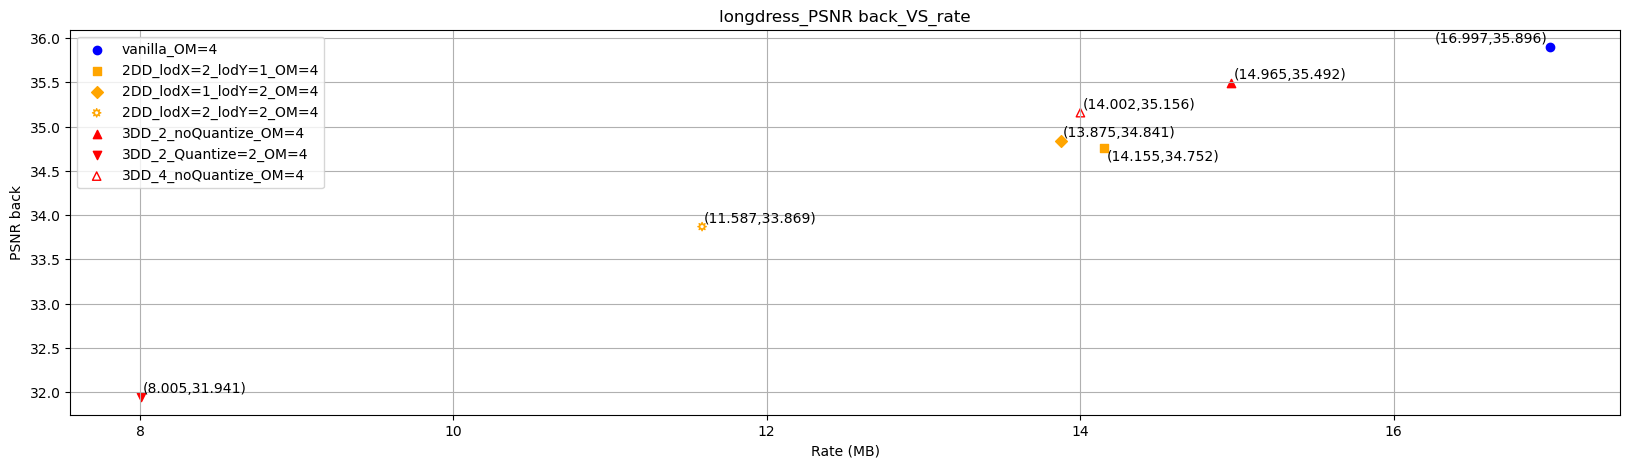 longdress_PSNR back_VS_rate
36.0
35.5
35.0
34.5
34.0
33.5
33.0
32.5
32.0
PSNR back
vanilla_OM=4
2DD_lodX=2_lodY=1_OM=4
2DD_lodX=1_lodY=2_OM=4
2DD_lodX=2_lodY=2_OM=4
3DD_2_noQuantize_OM=4
3DD_2_Quantize=2_OM=4
3DD_4_noQuantize_OM=4
(16.997,35.896)
(14.965,35.492)
(14.002,35.156)
(13.875,34.841)
(14.155,34.752)
(11.587,33.869)
(8.005,31.941)
8
10
12
14
16
Rate (MB)